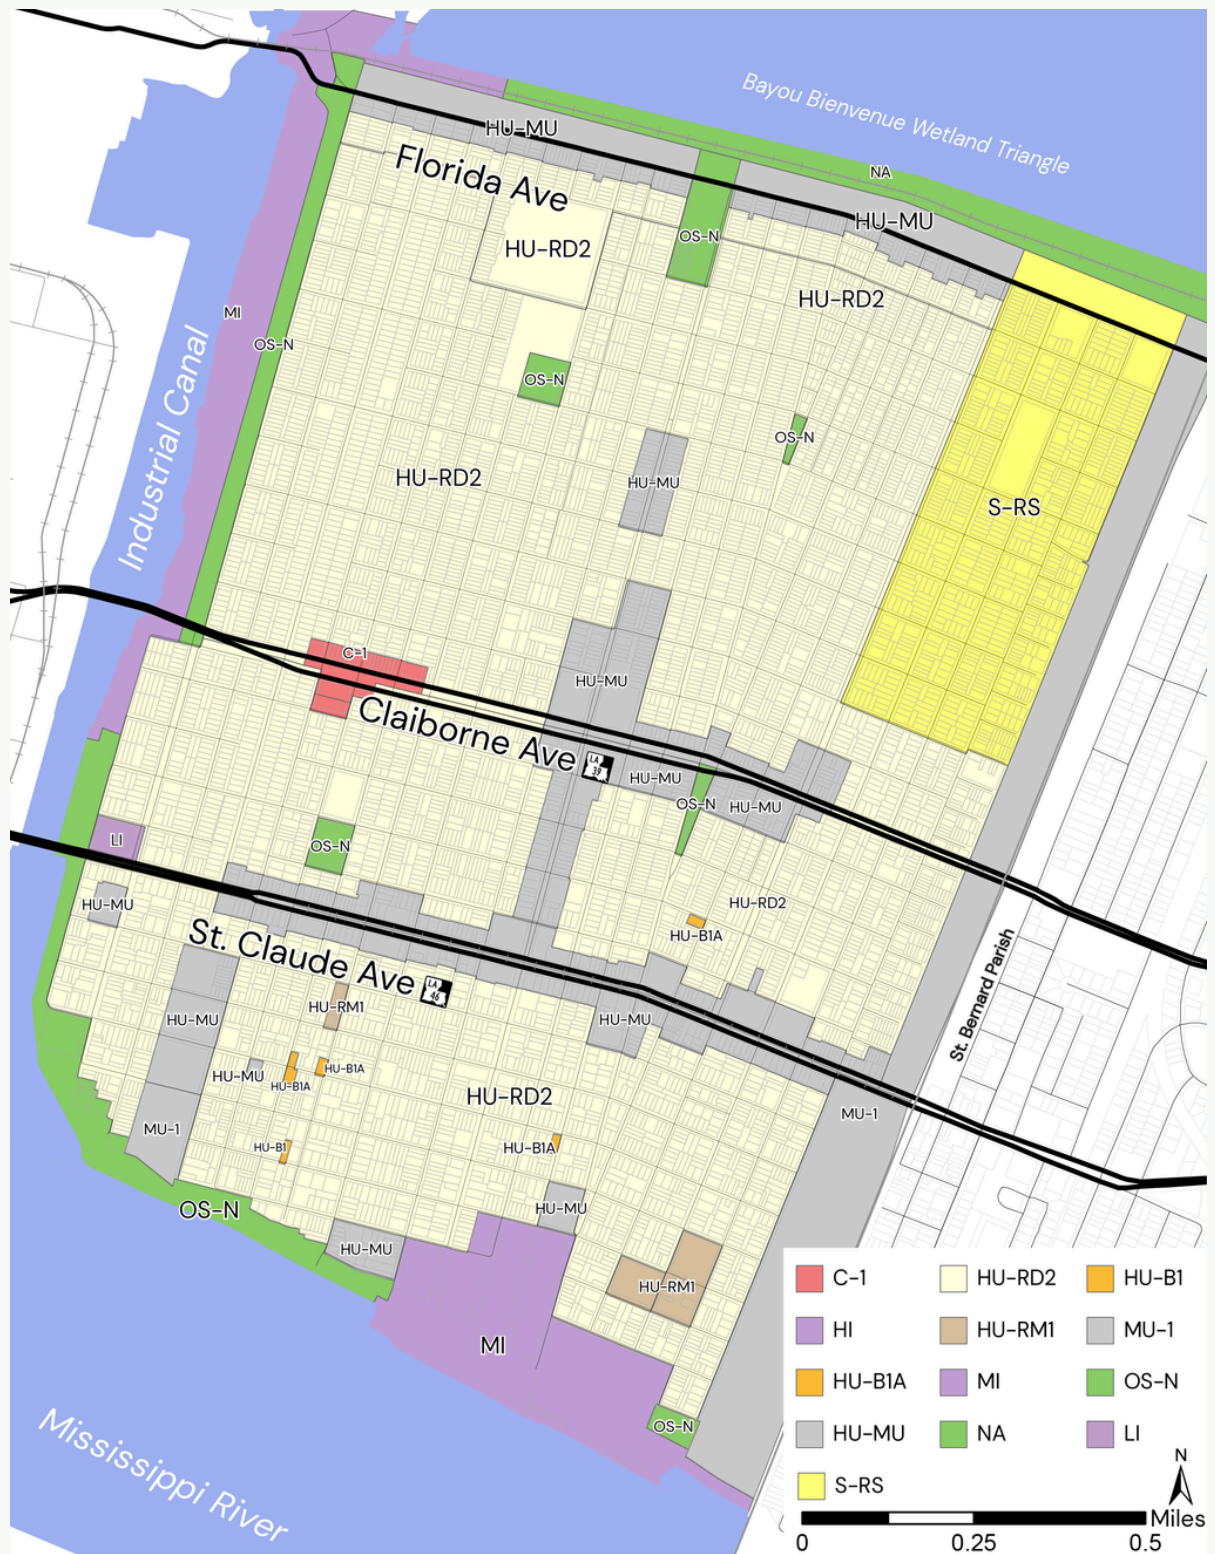 Bayou Bienvenue Wetland Triangle
HU-MU
Florida Ave
NA
HU-MU
OS-N
HU-RD2
HU-RD2
MI
OS-N
Industrial Canal
OS-N
OS-N
HU-RD2
HU-MU
S-RS
C-1
HU-MU
Claiborne Ave
LA
39
HU-MU
OS-N
HU-MU
LI
OS-N
HU-MU
HU-RD2
HU-B1A
St. Claude Ave
LA
46
St. Bernard Parish
HU-RM1
HU-MU
HU-MU
HU-MU
HU-B1A
HU-B1A
HU-RD2
MU-1
MU-1
HU-B1
HU-B1A
OS-N
HU-MU
HU-MU
HU-RM1
MI
OS-N
Mississippi River
C-1
HU-RD2
HU-B1
HI
HU-RM1
MU-1
HU-B1A
MI
OS-N
HU-MU
NA
LI
S-RS
N
Miles
0
0.25
0.5